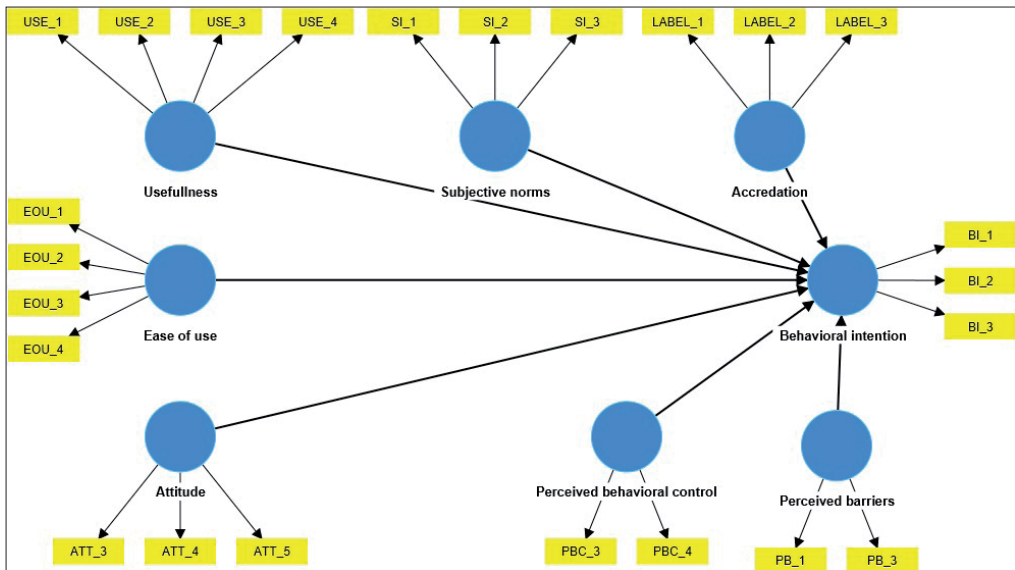 USE_1
USE_2
USE_3
USE_4
SI_1
SI_2
SI_3
LABEL_1
LABEL_2
LABEL_3
Usefullness
Subjective norms
Accredation
EOU_1
EOU_2
EOU_3
EOU_4
Ease of use
BI_1
BI_2
BI_3
Behavioral intention
Attitude
Perceived behavioral control
Perceived barriers
ATT_3
ATT_4
ATT_5
PBC_3
PBC_4
PB_1
PB_3